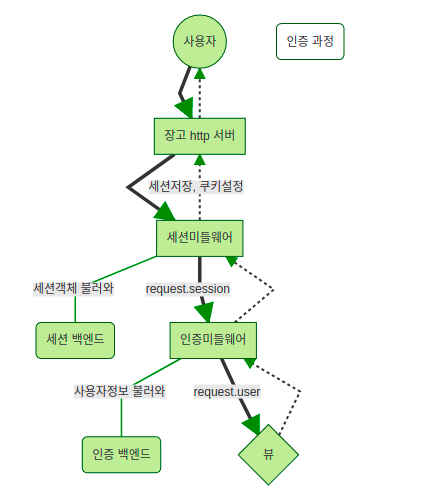 사용자
인증 과정
장고 http 서버
세션저장, 쿠키설정
세션미들웨어
세션객체 불러와
request.session
세션 백엔드
인증미들웨어
사용자정보 불러와
request.user
인증 백엔드
뷰